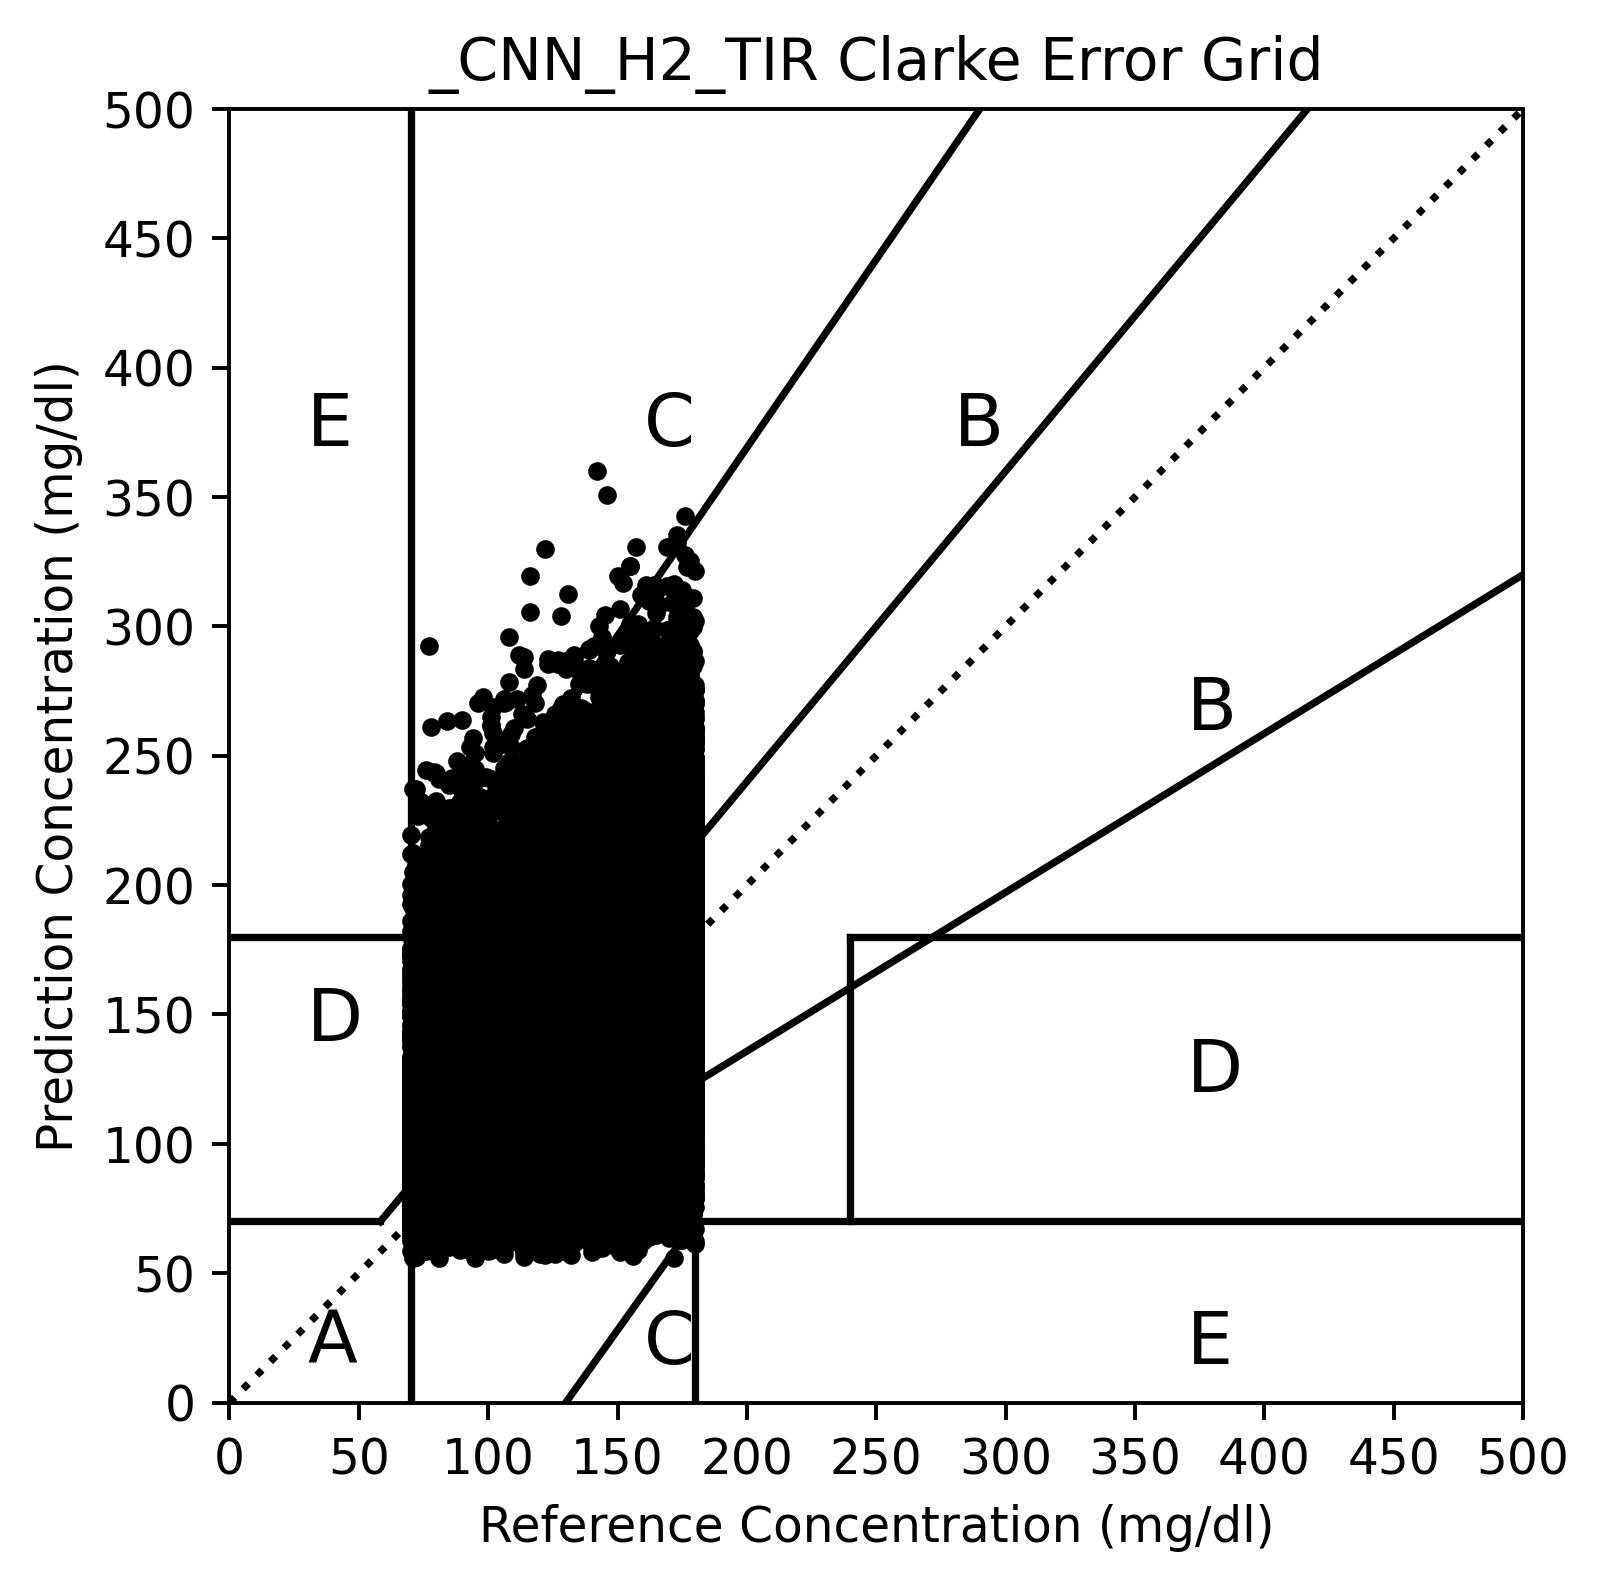 _CNN_H2_TIR Clarke Error Grid
500
450
400
350
300
250
200
150
100
50
0
Prediction Concentration (mg/dl)
E
C
B
B
D
D
A
C
E
0 50 100 150 200 250 300 350 400 450 500
Reference Concentration (mg/dl)